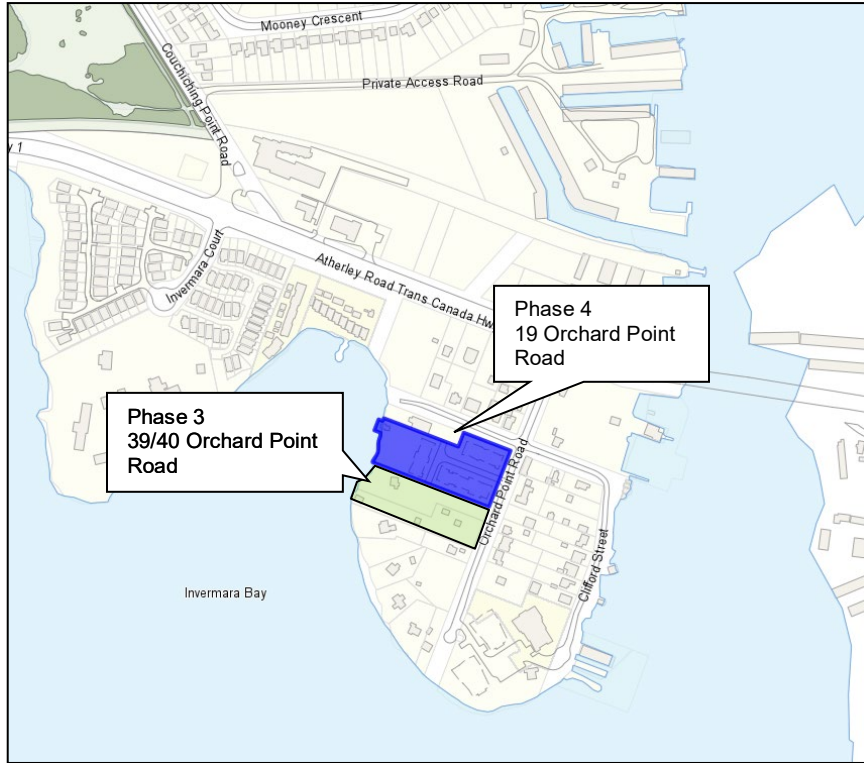 Mooney Crescent
Couchiching Point Road
Private Access Road
y 1
Invermara Court
Atherley Road Trans Canada Hwy
Phase 4
19 Orchard Point
Road
Phase 3
39/40 Orchard Point
Road
Orchard Point Road
Clifford Street
Invermara Bay